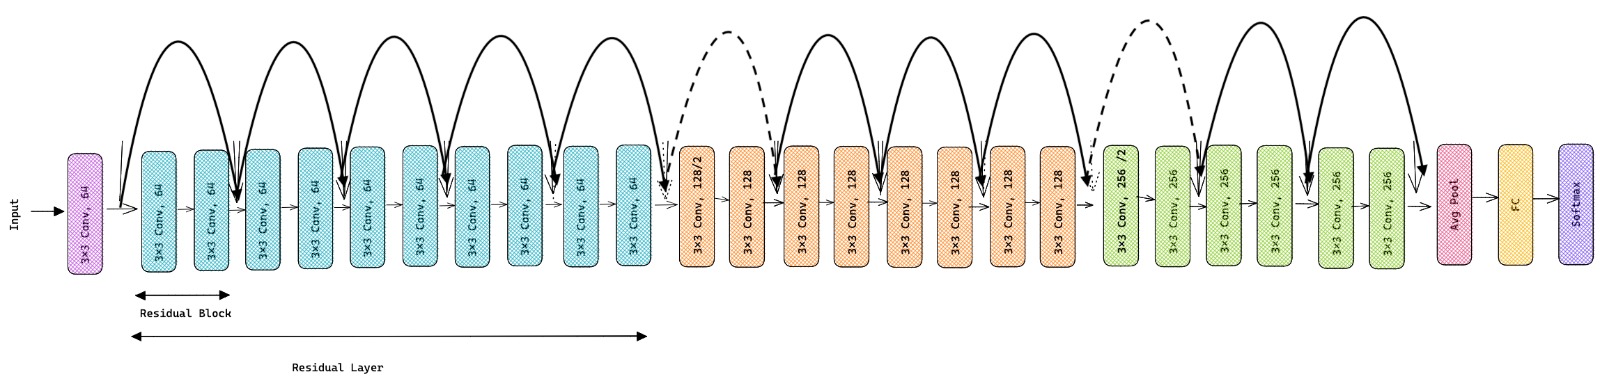 Input
3×3 Conv, 64
3×3 Conv, 64
3×3 Conv, 64
3×3 Conv, 64
3×3 Conv, 64
3×3 Conv, 64
3×3 Conv, 64
3×3 Conv, 64
3×3 Conv, 64
3×3 Conv, 64
3×3 Conv, 64
3×3 Conv, 128/2
3×3 Conv, 128
3×3 Conv, 128
3×3 Conv, 128
3×3 Conv, 128
3×3 Conv, 128
3×3 Conv, 128
3×3 Conv, 128
3×3 Conv, 256 /2
3×3 Conv, 256
3×3 Conv, 256
3×3 Conv, 256
3×3 Conv, 256
3×3 Conv, 256
Avg Pool
FC
Softmax
Residual Block
Residual Layer